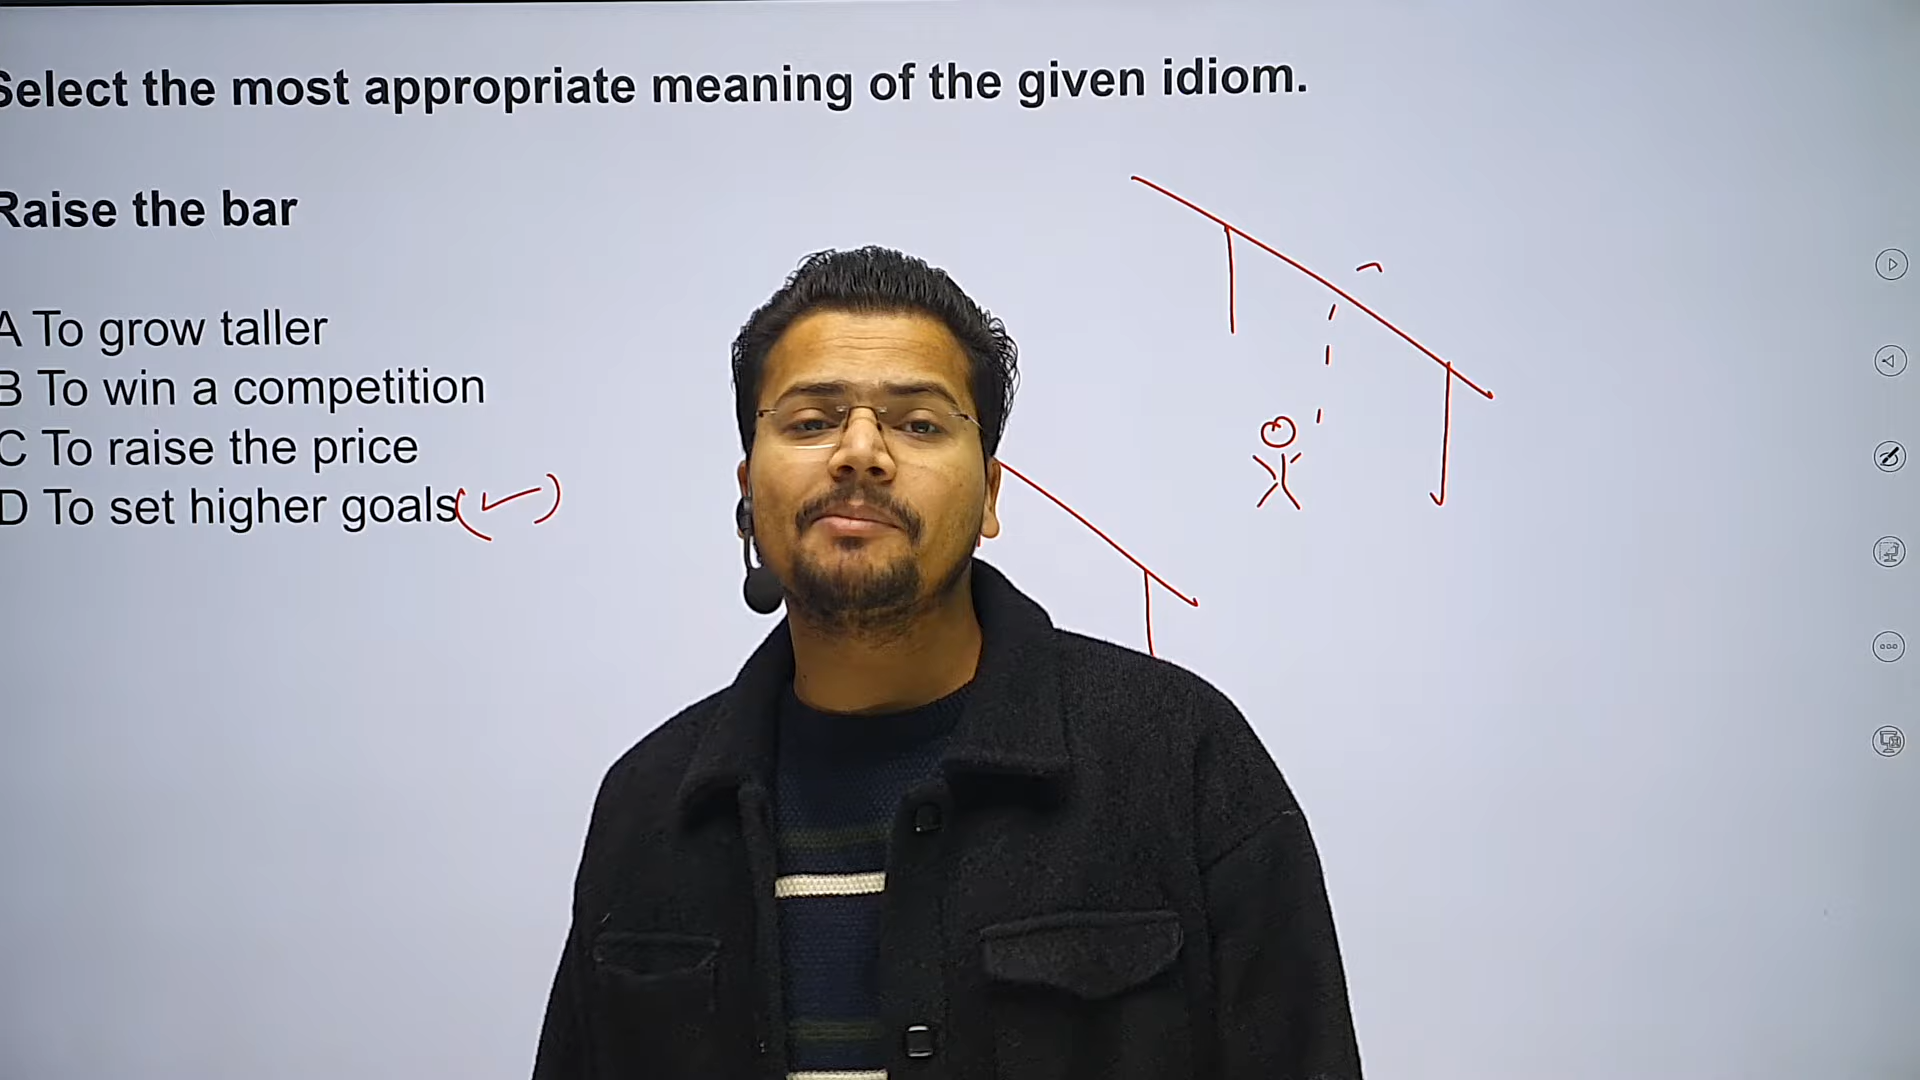 Select the most appropriate meaning of the given idiom.
Raise the bar
A To grow taller
B To win a competition
C To raise the price
D To set higher goals